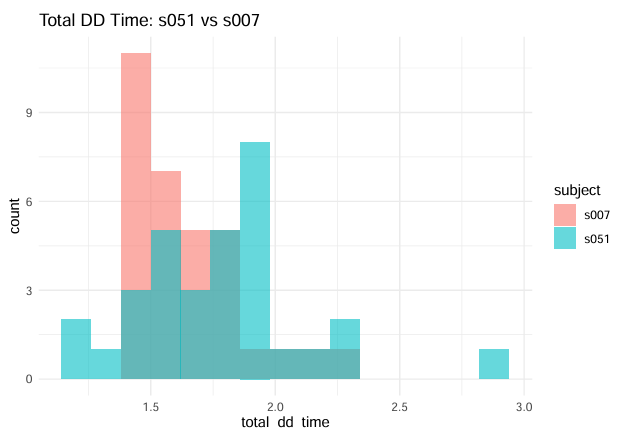 Total DD Time: s051 vs s007
9
6
3
0
count
1.5
2.0
2.5
3.0
total_dd_time
subject
s007
s051